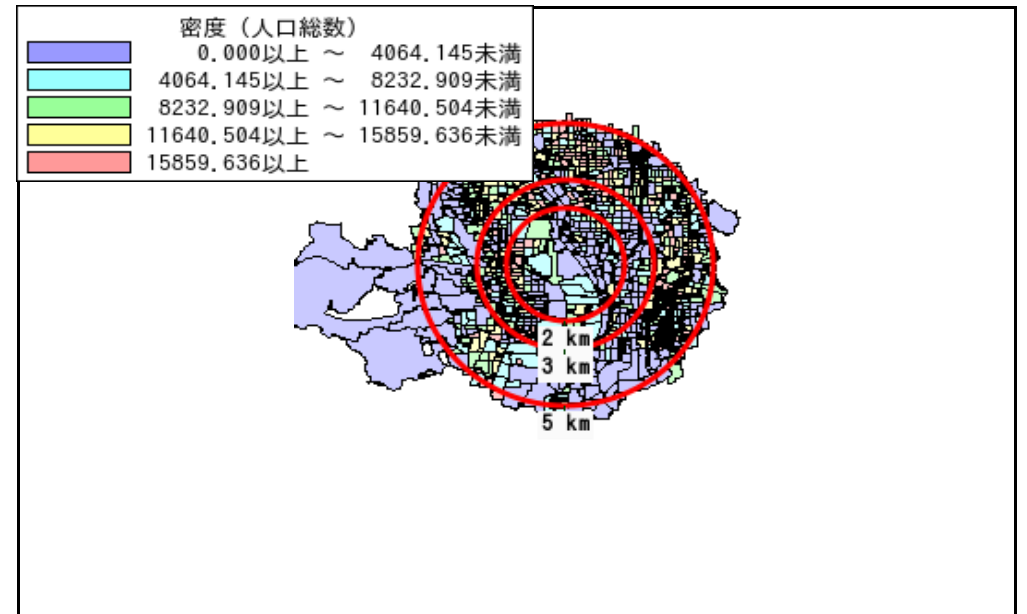 密度（人口総数）
0.000以上 ～ 4064.145未満
4064.145以上 ～ 8232.909未満
8232.909以上 ～ 11640.504未満
11640.504以上 ～ 15859.636未満
15859.636以上
2 km
3 km
5 km